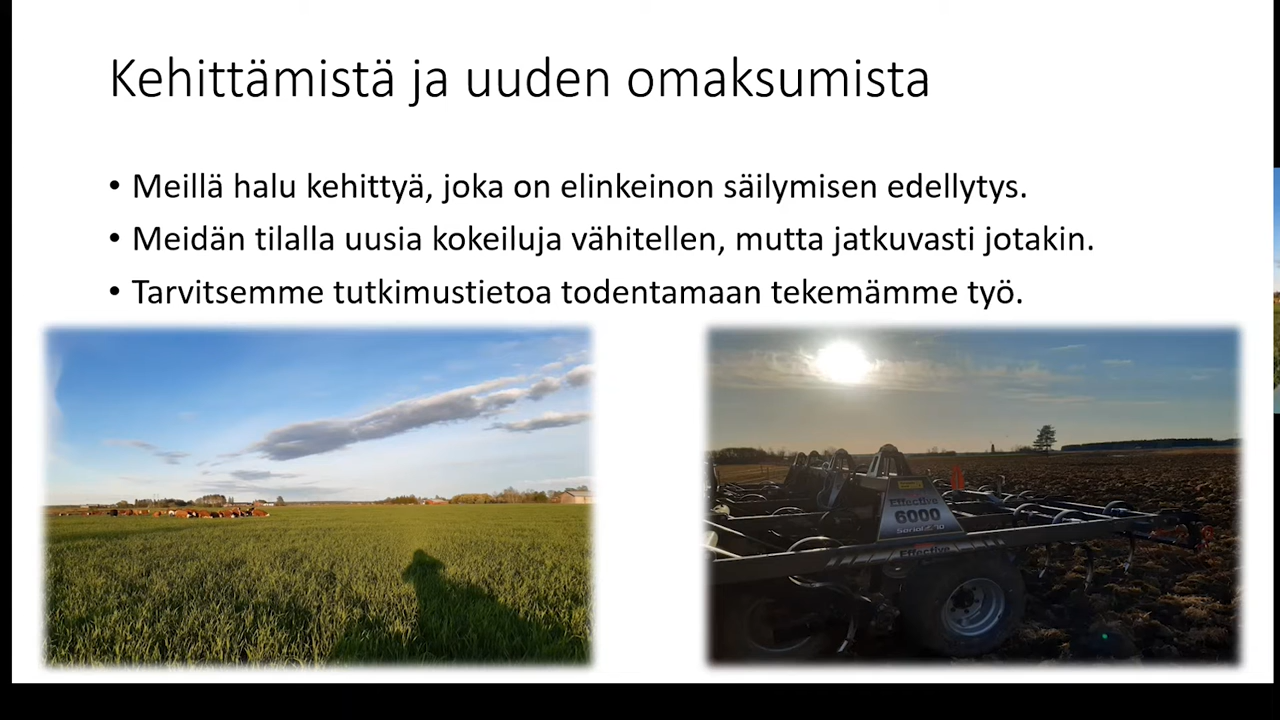 Kehittämistä ja uuden omaksumista
• Meillä halu kehittyä, joka on elinkeinon säilymisen edellytys.
• Meidän tilalla uusia kokeiluja vähitellen, mutta jatkuvasti jotakin.
• Tarvitsemme tutkimustietoa todentamaan tekemämme työ.
Effective
6000
Effective